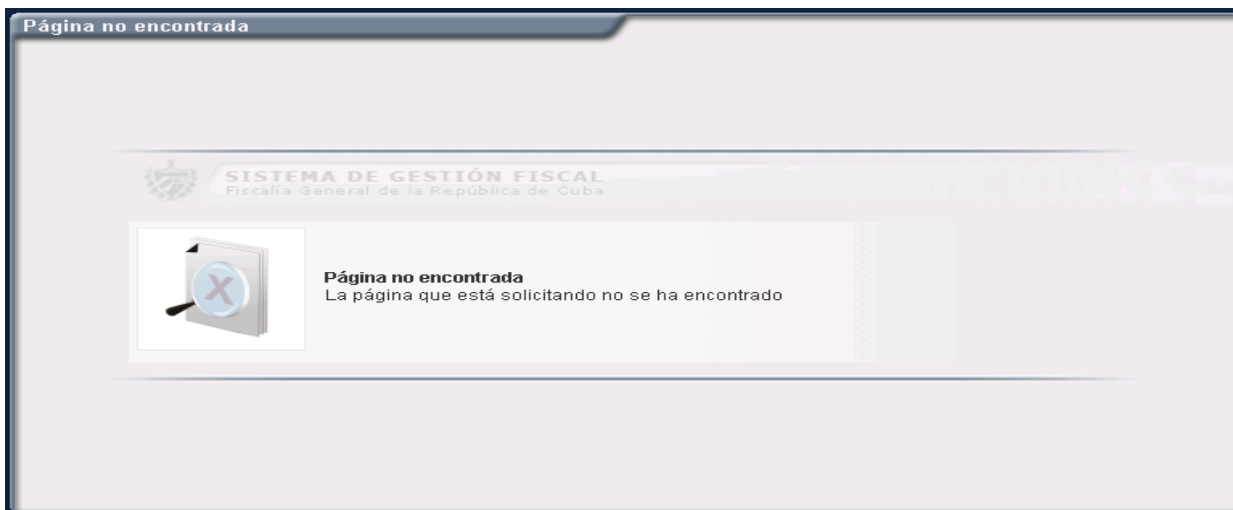 Página no encontrada
SISTEMA DE GESTIÓN FISCAL
Fiscalía General de la República de Cuba
X
Página no encontrada
La página que está solicitando no se ha encontrado